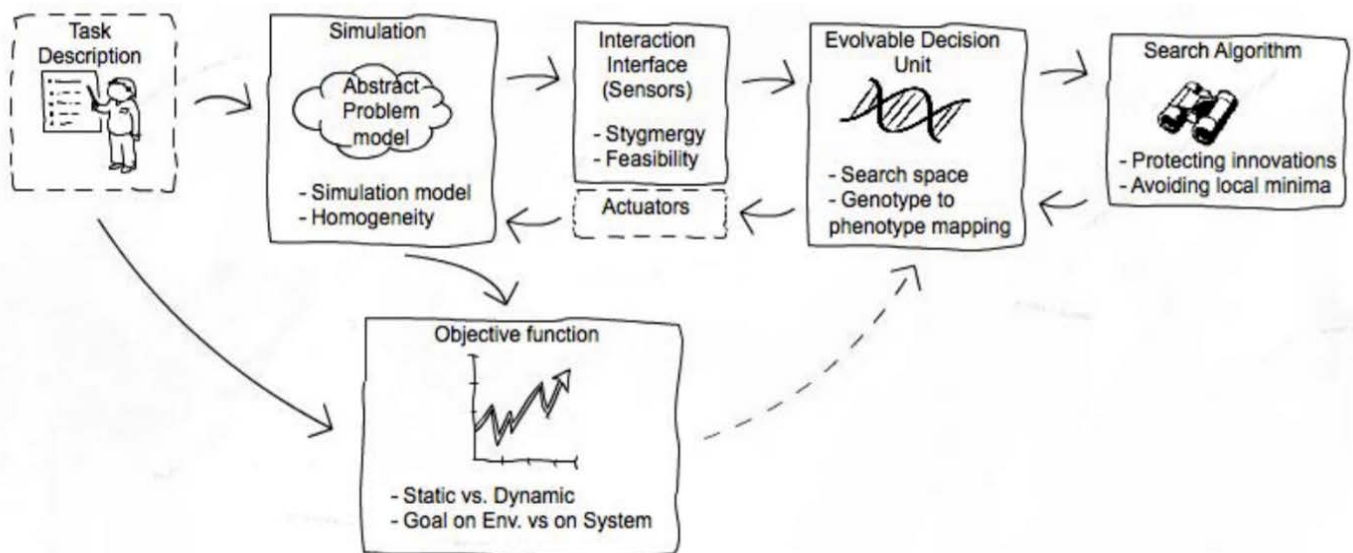 Task
Description
Simulation
Abstract
Problem
model
- Simulation model
- Homogeneity
Interaction
Interface
(Sensors)
- Stygmergy
- Feasibility
Actuators
Evolvable Decision
Unit
- Search space
- Genotype to
phenotype mapping
Search Algorithm
- Protecting innovations
- Avoiding local minima
Objective function
- Static vs. Dynamic
- Goal on Env. vs on System